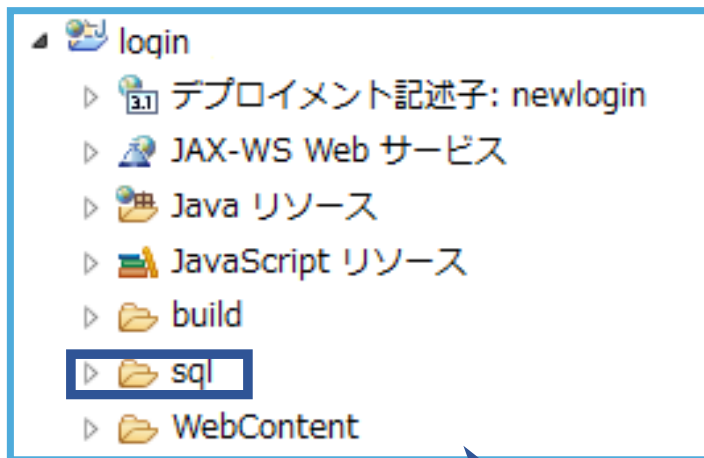 login
デプロイメント記述子: newlogin
JAX-WS Web サービス
Java リソース
JavaScript リソース
build
sql
WebContent